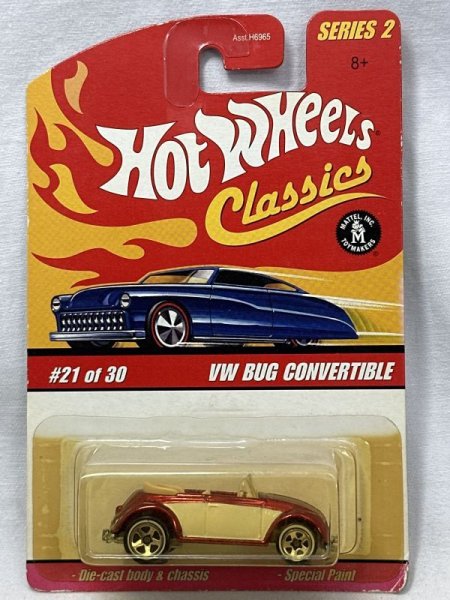 Asst.H6965
SERIES 2
8+
Hot Wheels®
Classics
MATTEL, INC.
M
TOYMAKERS
®
#21 of 30
VW BUG CONVERTIBLE
- Die-cast body & chassis
- Special Paint